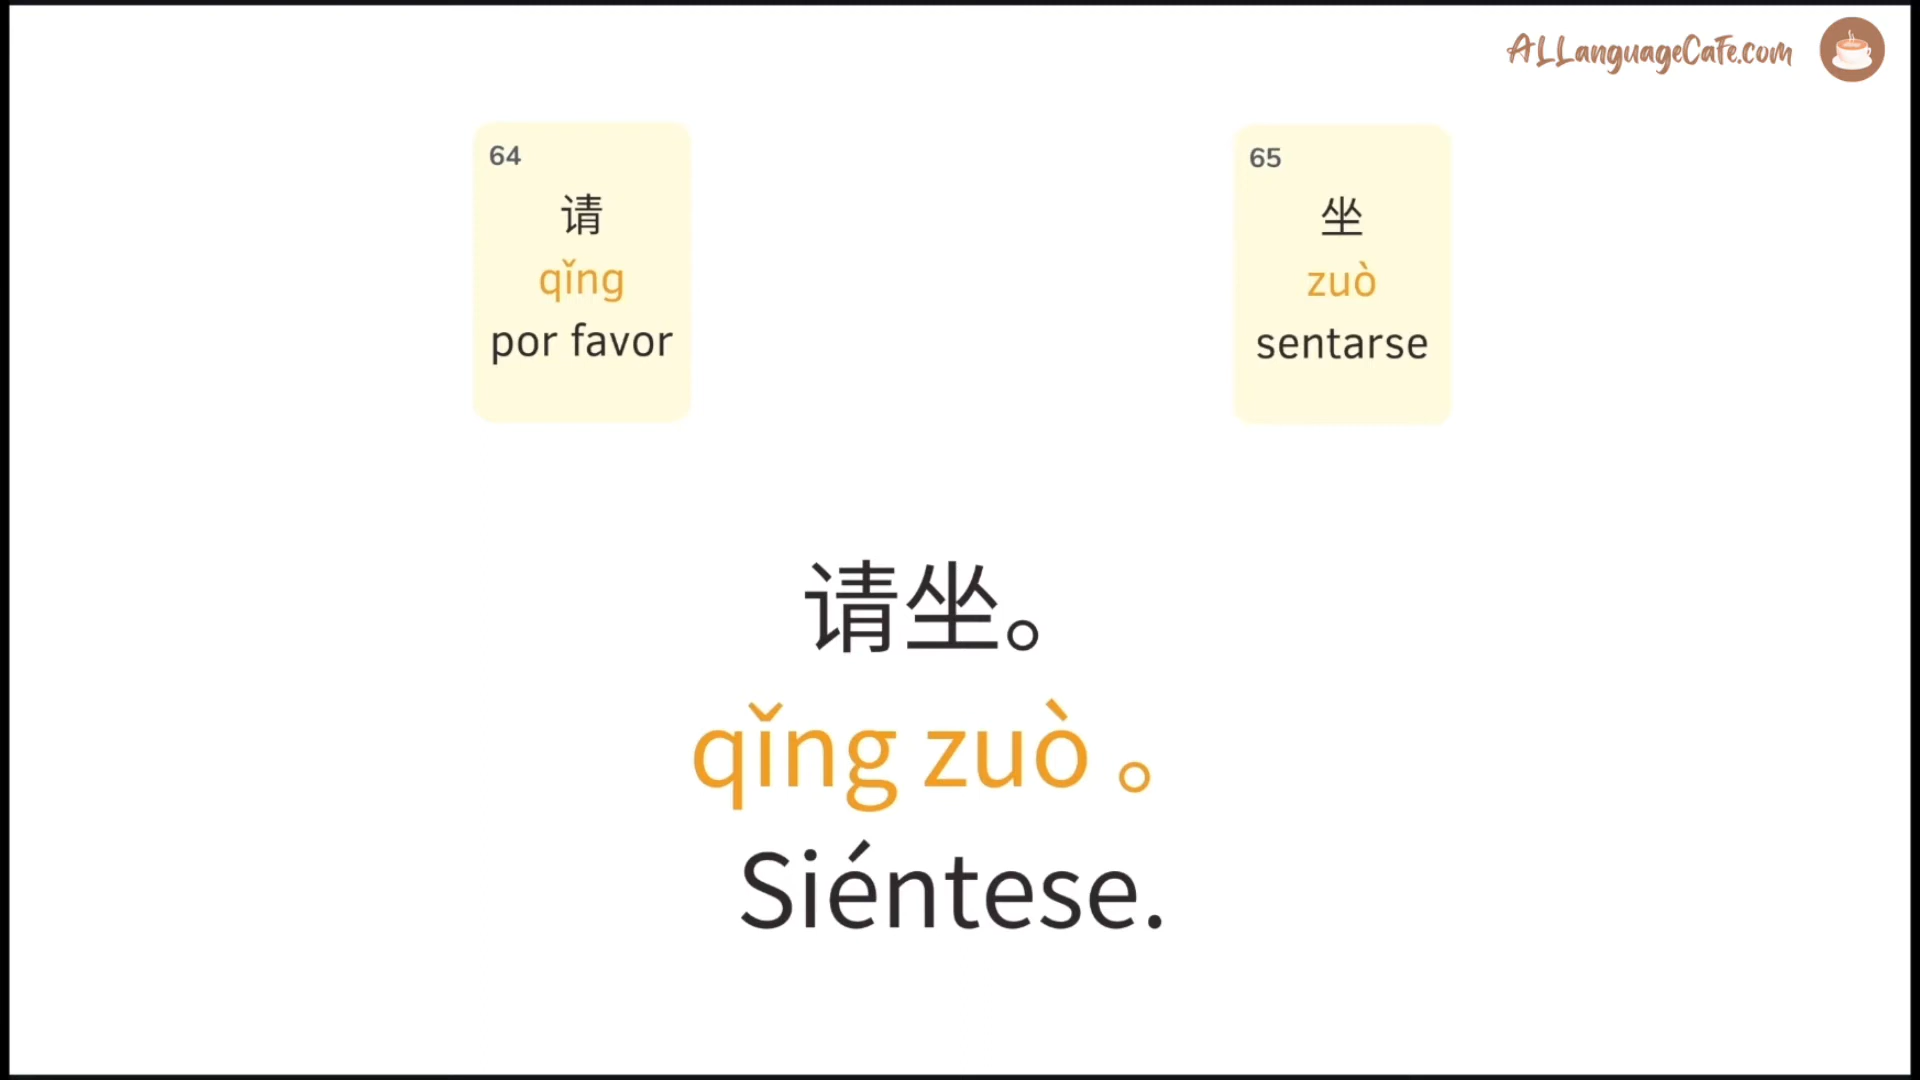 ALLanguageCafe.com
64
请
qǐng
por favor
65
坐
zuò
sentarse
请坐。
qǐng zuò 。
Siéntese.